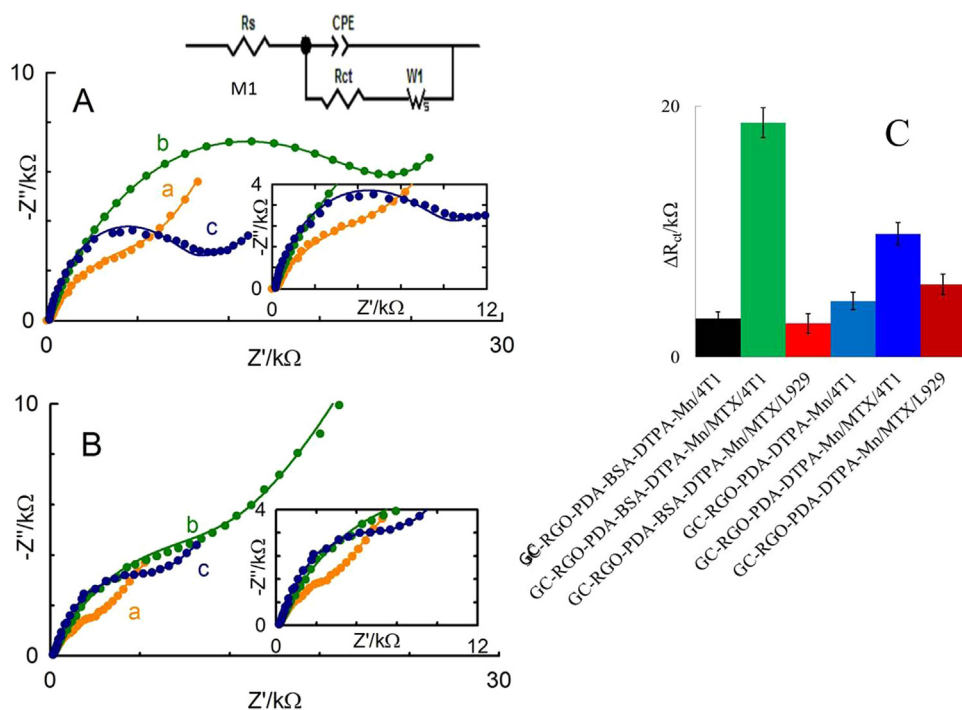 Rs
CPE
M1
Rct
W1
s
10
A
-Z"/kΩ
b
a
c
4
-Z"/kΩ
0
0
12
0
0
30
Z'/kΩ
10
B
-Z"/kΩ
b
c
a
4
-Z"/kΩ
0
0
Z'/kΩ
12
0
0
30
Z'/kΩ
20
C
ΔRct/kΩ
0
GC-RGO-PDA-BSA-DTPA-Mn/4T1
GC-RGO-PDA-BSA-DTPA-Mn/MTX/4T1
GC-RGO-PDA-BSA-DTPA-Mn/MTX/L929
GC-RGO-PDA-DTPA-Mn/4T1
GC-RGO-PDA-DTPA-Mn/MTX/4T1
GC-RGO-PDA-DTPA-Mn/MTX/L929